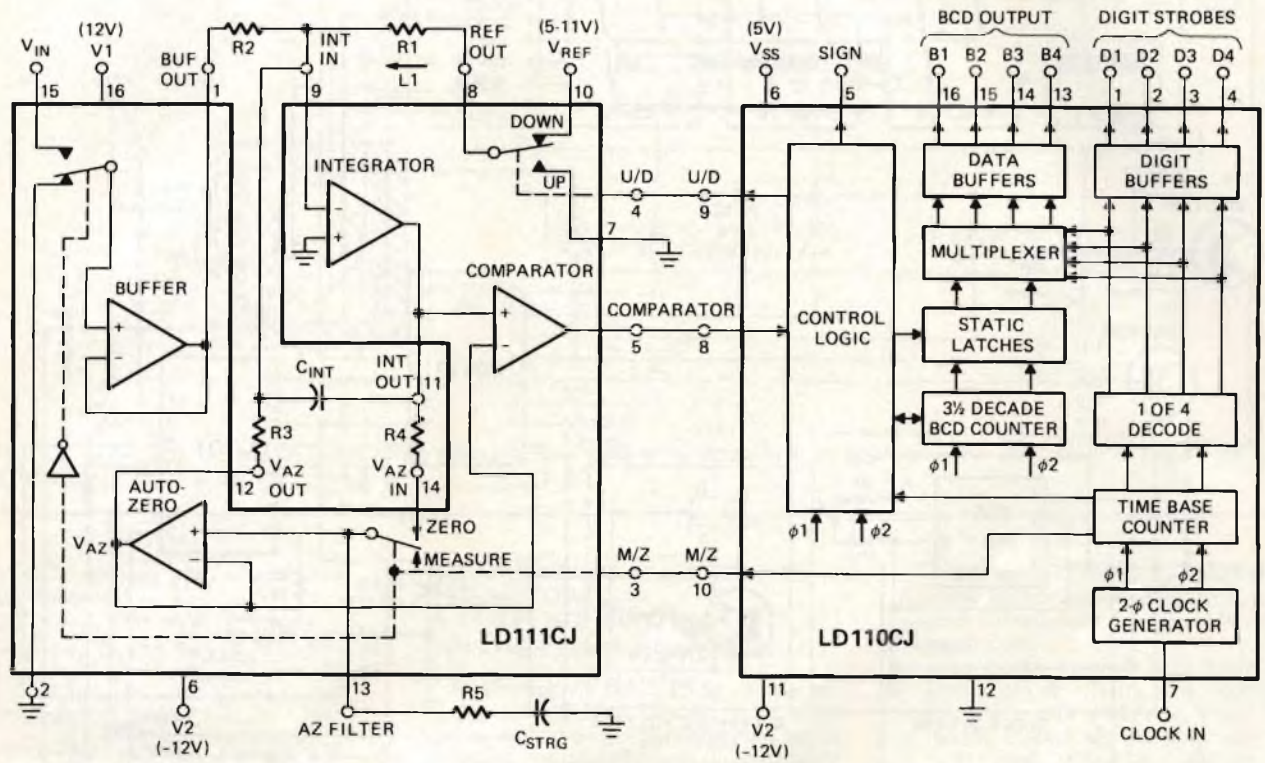 BCD OUTPUT DIGIT STROBES
V_IN (12V) V1 BUF OUT R2 INT IN R1 L1 REF OUT (5-11V) V_REF (5V) V_SS SIGN B1 B2 B3 B4 D1 D2 D3 D4
15 16 1 9 8 10 6 5 16 15 14 13 1 2 3 4
DOWN
UP
INTEGRATOR
-
+
U/D U/D
4 9
7
DATA BUFFERS
DIGIT BUFFERS
MULTIPLEXER
COMPARATOR
+
-
COMPARATOR
5 8
CONTROL LOGIC
STATIC LATCHES
BUFFER
+
-
C_INT
INT OUT 11
3½ DECADE BCD COUNTER
1 OF 4 DECODE
R3 R4
ϕ1 ϕ2
V_AZ OUT 12
V_AZ IN 14
AUTO-ZERO
+
-
V_AZ
ZERO
MEASURE
ϕ1 ϕ2
TIME BASE COUNTER
M/Z M/Z
3 10
ϕ1 ϕ2
2-ϕ CLOCK GENERATOR
LD1111CJ
LD110CJ
2 6 13 11 12 7
R5
C_STRG
V2 (-12V)
AZ FILTER
V2 (-12V)
CLOCK IN